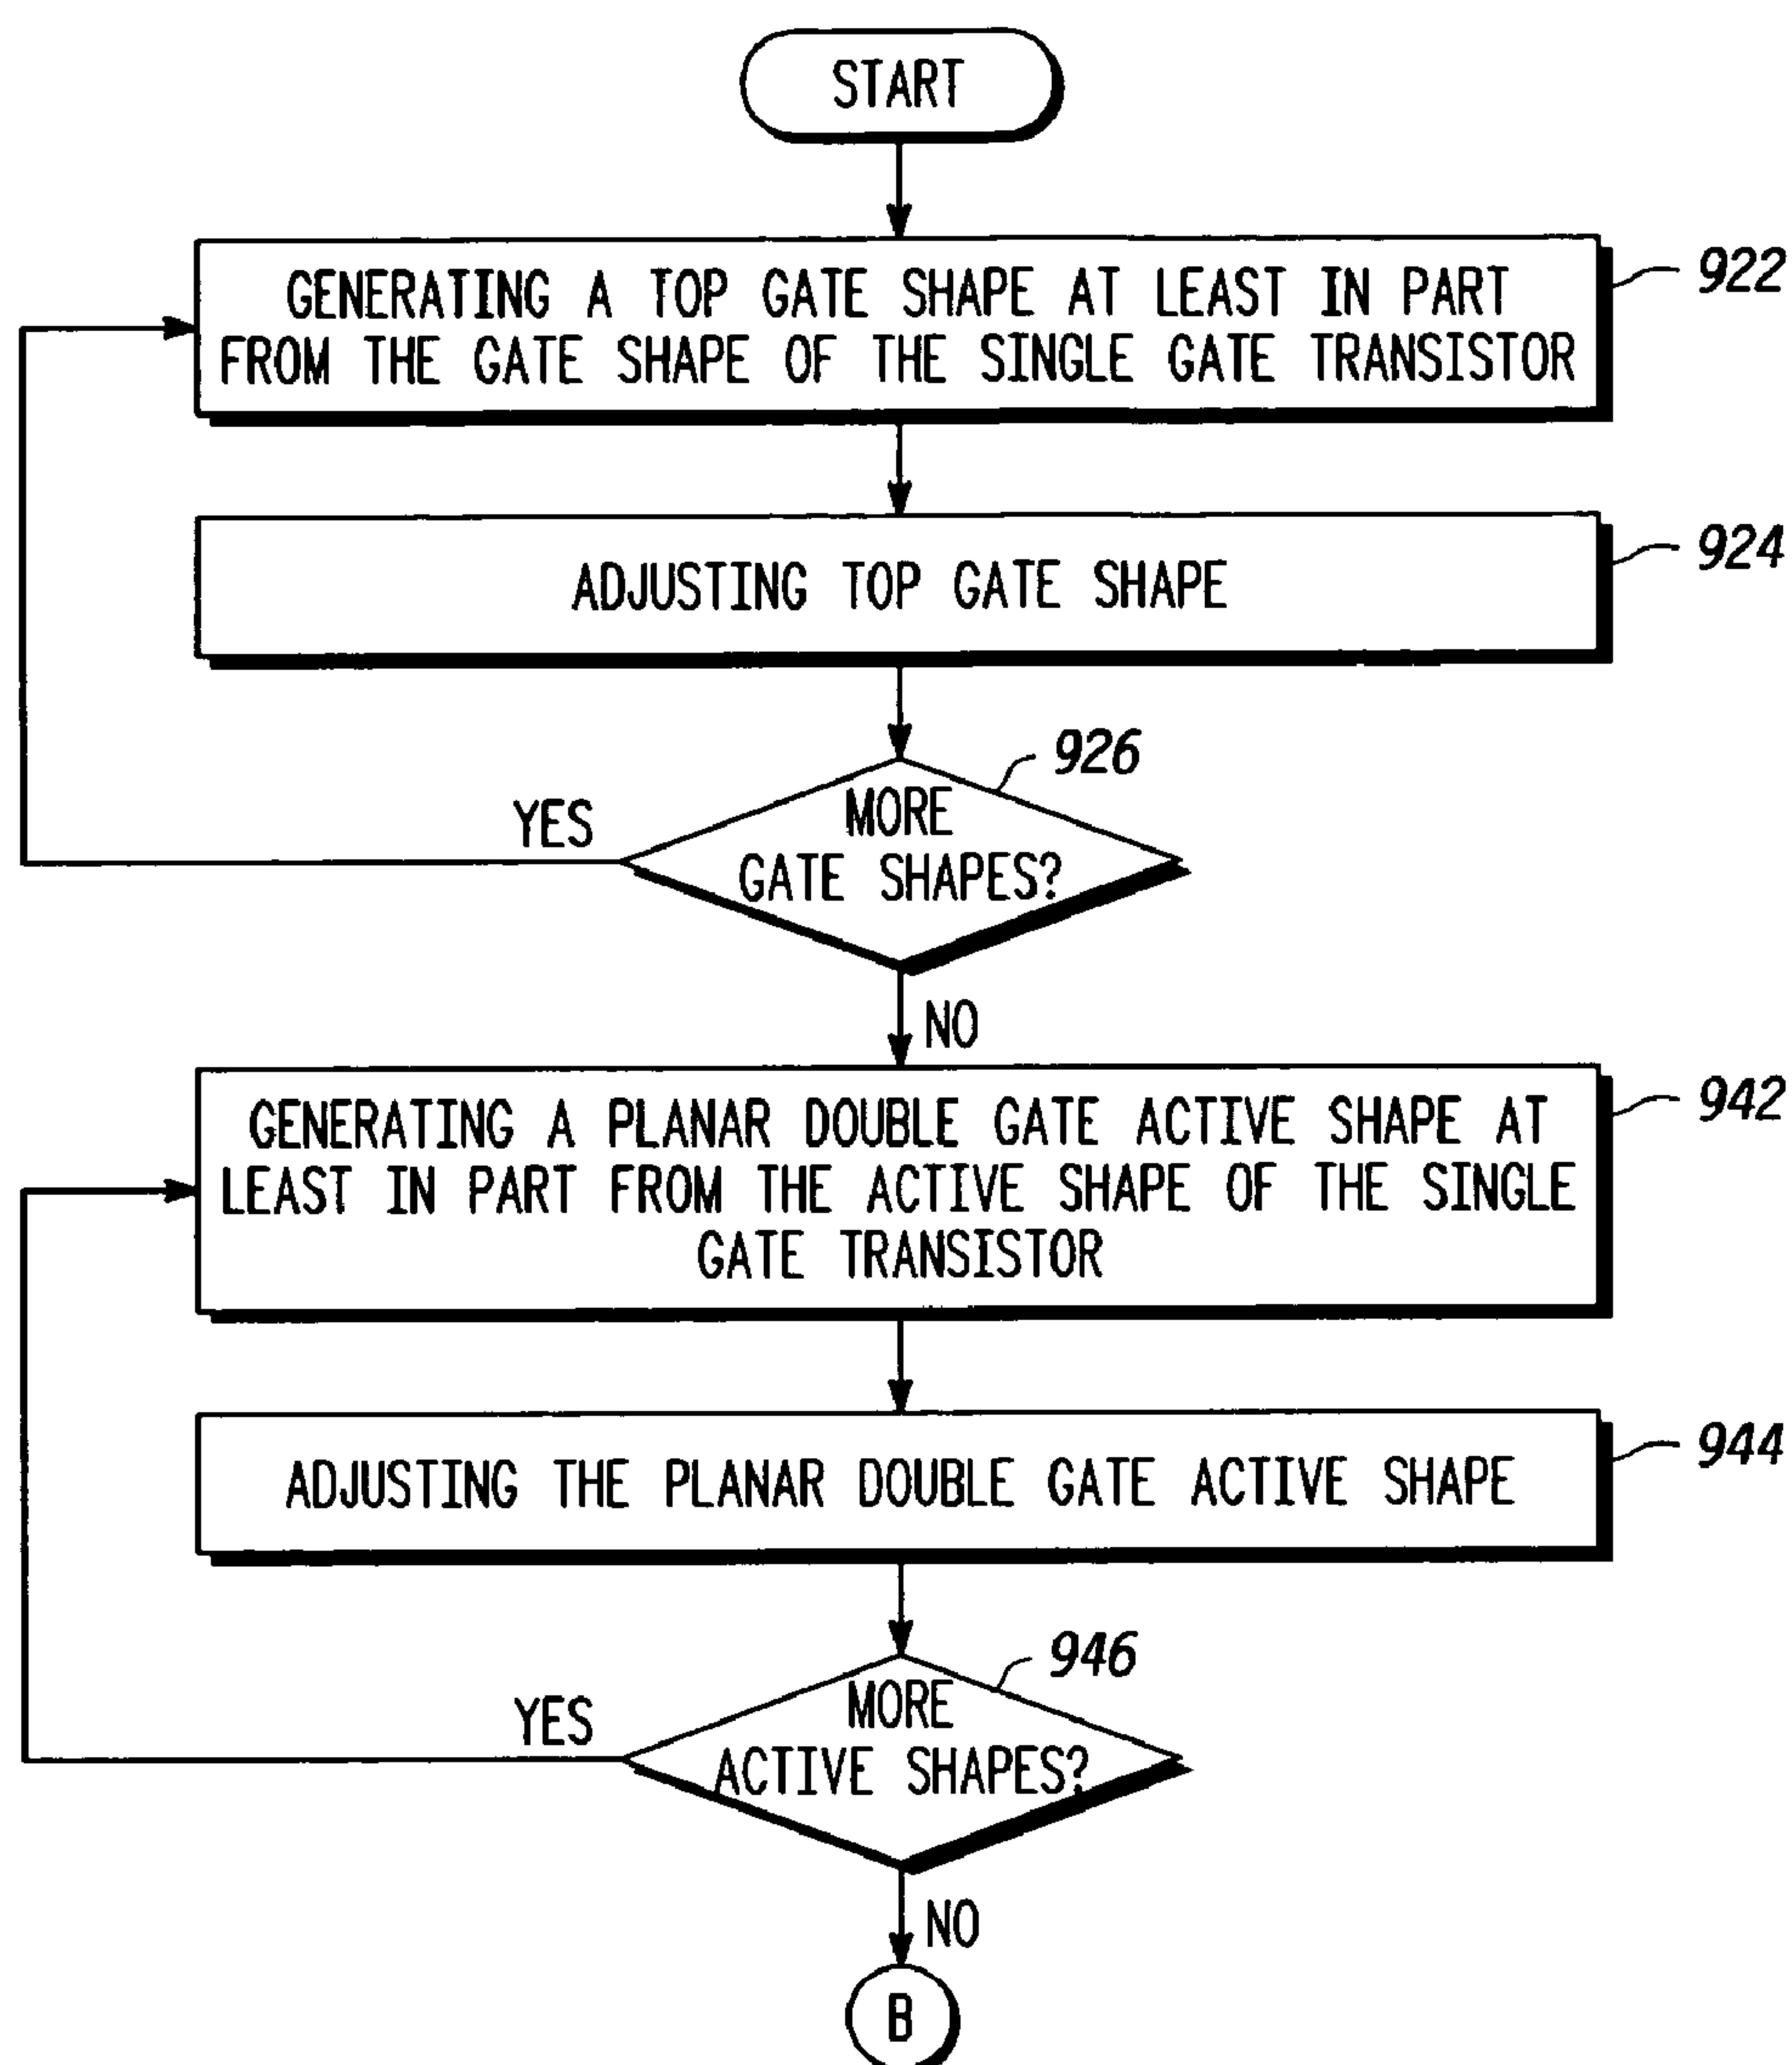 START
GENERATING A TOP GATE SHAPE AT LEAST IN PART
FROM THE GATE SHAPE OF THE SINGLE GATE TRANSISTOR
922
ADJUSTING TOP GATE SHAPE
924
926
MORE
GATE SHAPES?
YES
NO
GENERATING A PLANAR DOUBLE GATE ACTIVE SHAPE AT
LEAST IN PART FROM THE ACTIVE SHAPE OF THE SINGLE
GATE TRANSISTOR
942
ADJUSTING THE PLANAR DOUBLE GATE ACTIVE SHAPE
944
946
MORE
ACTIVE SHAPES?
YES
NO
B